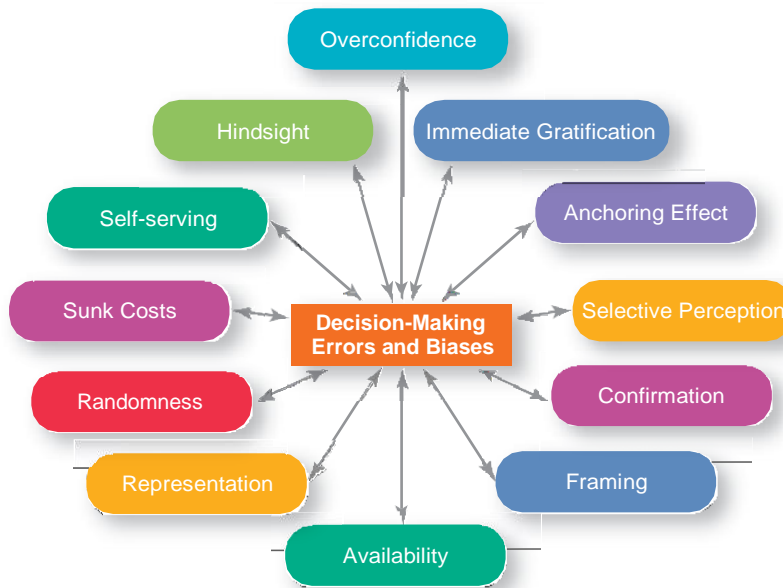 Overconfidence
Hindsight
Immediate Gratification
Self-serving
Anchoring Effect
Sunk Costs
Decision-Making
Errors and Biases
Selective Perception
Randomness
Confirmation
Representation
Framing
Availability